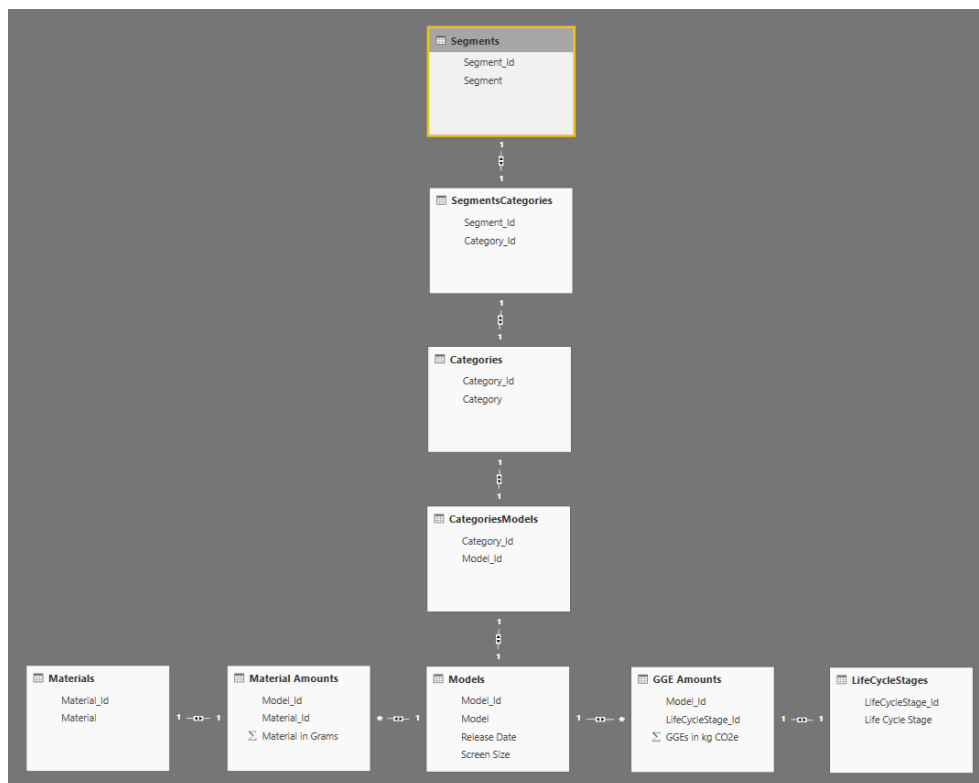 Segments
Segment_Id
Segment
1
1
SegmentsCategories
Segment_Id
Category_Id
1
1
Categories
Category_Id
Category
1
1
CategoriesModels
Category_Id
Model_Id
1
1
Materials
Material_Id
Material
1
1
Material Amounts
Model_Id
Material_Id
Σ Material in Grams
*
1
Models
Model_Id
Model
Release Date
Screen Size
1
*
GGE Amounts
Model_Id
LifeCycleStage_Id
Σ GGEs in kg CO2e
1
1
LifeCycleStages
LifeCycleStage_Id
Life Cycle Stage